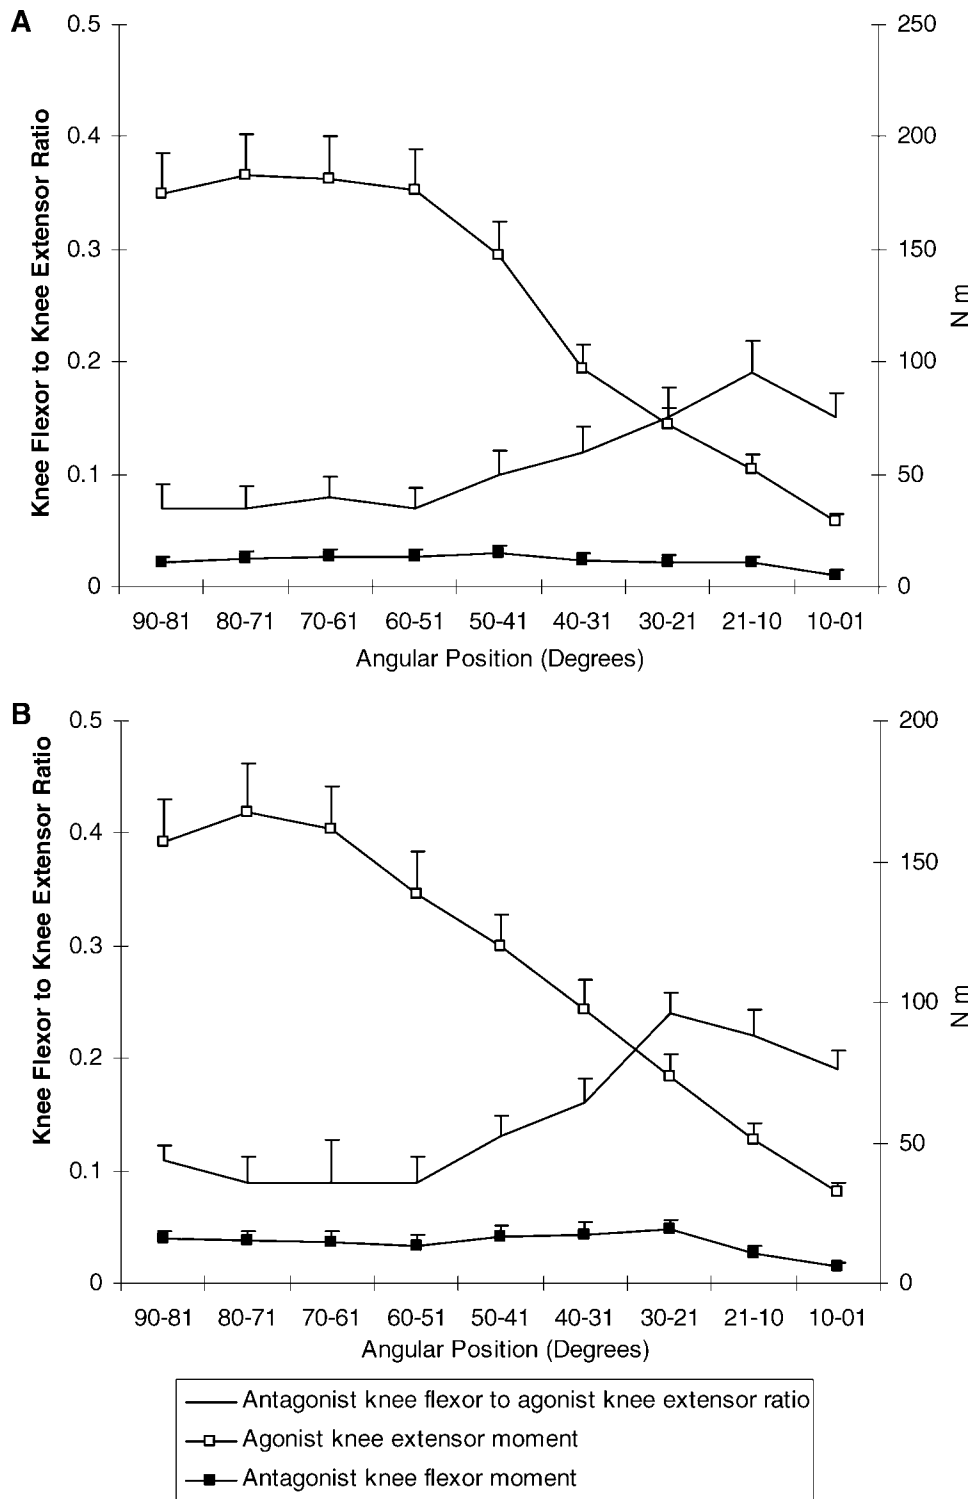 A
Knee Flexor to Knee Extensor Ratio
0.5
0.4
0.3
0.2
0.1
0
250
200
150
100
50
0
N m
90-81 80-71 70-61 60-51 50-41 40-31 30-21 21-10 10-01
Angular Position (Degrees)
B
Knee Flexor to Knee Extensor Ratio
0.5
0.4
0.3
0.2
0.1
0
200
150
100
50
0
N m
90-81 80-71 70-61 60-51 50-41 40-31 30-21 21-10 10-01
Angular Position (Degrees)
Antagonist knee flexor to agonist knee extensor ratio
Agonist knee extensor moment
Antagonist knee flexor moment